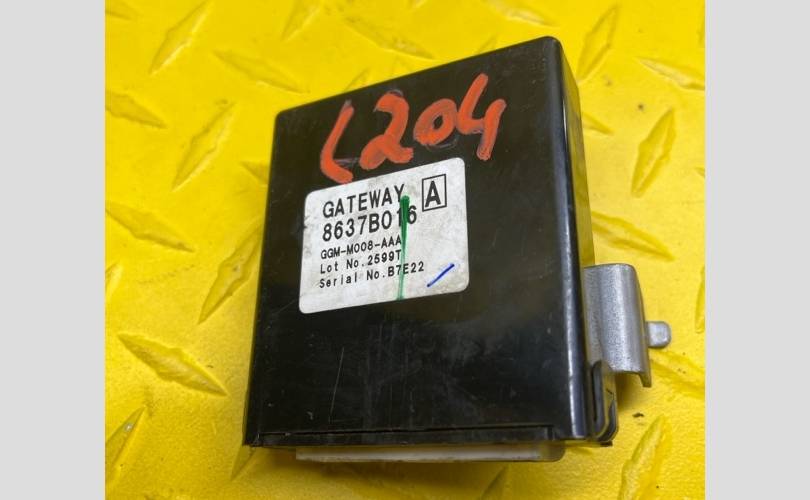 L204
GATEWAY A
8637B016
GGM-M008-AAA
Lot No.2599T
Serial No.B7E22